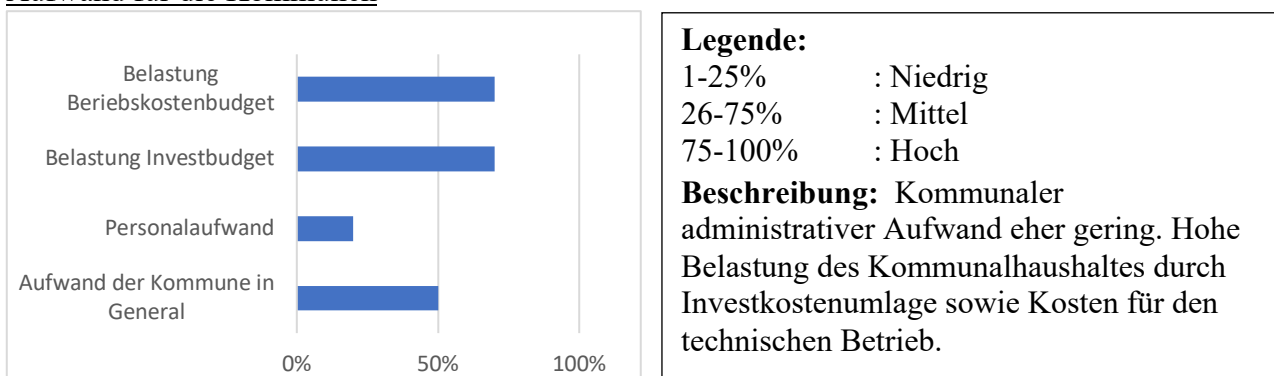 Belastung
Beriebskostenbudget
Belastung Investbudget
Personalaufwand
Aufwand der Kommune in
General
0%
50%
100%
Legende:
1-25% : Niedrig
26-75% : Mittel
75-100% : Hoch
Beschreibung: Kommunaler
administrativer Aufwand eher gering. Hohe
Belastung des Kommunalhaushaltes durch
Investkostenumlage sowie Kosten für den
technischen Betrieb.